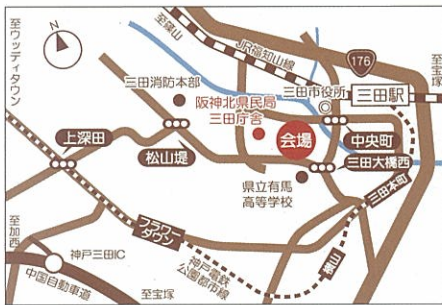 至ウッディタウン
至篠山
JR福知山線
176
至宝塚
三田消防本部
三田市役所
三田駅
阪神北県民局
三田庁舎
上深田
松山堤
会場
中央町
三田大橋西
県立有馬
高等学校
三田本町
フラワー
タウン
横山
神戸電鉄
公園都市線
至加西
神戸三田IC
中国自動車道
至宝塚